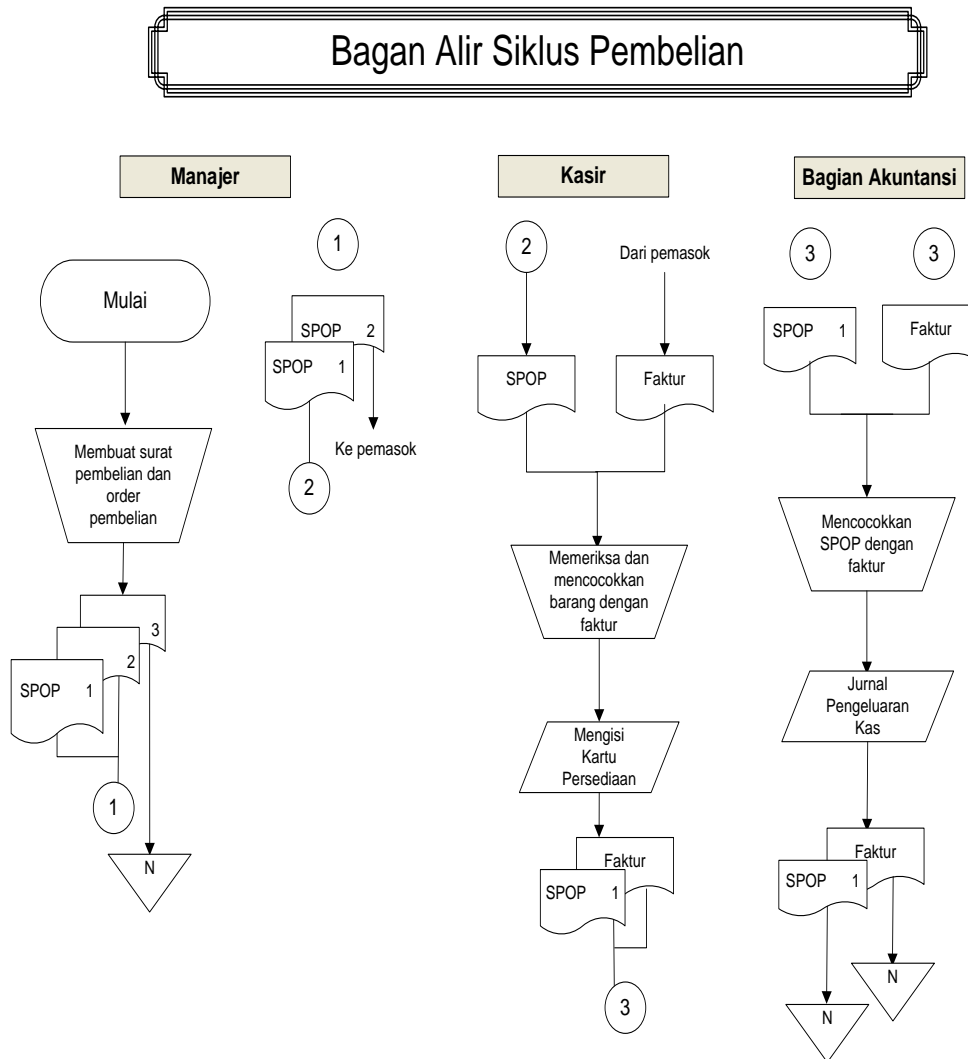 Bagan Alir Siklus Pembelian
Manajer
Mulai
Membuat surat
pembelian dan
order
pembelian
3
2
SPOP 1
1
N
1
SPOP 2
SPOP 1
Ke pemasok
2
Kasir
2
Dari pemasok
SPOP
Faktur
Memeriksa dan
mencocokkan
barang dengan
faktur
Mengisi
Kartu
Persediaan
Faktur
SPOP 1
3
Bagian Akuntansi
3
3
SPOP 1
Faktur
Mencocokkan
SPOP dengan
faktur
Jurnal
Pengeluaran
Kas
Faktur
SPOP 1
N
N